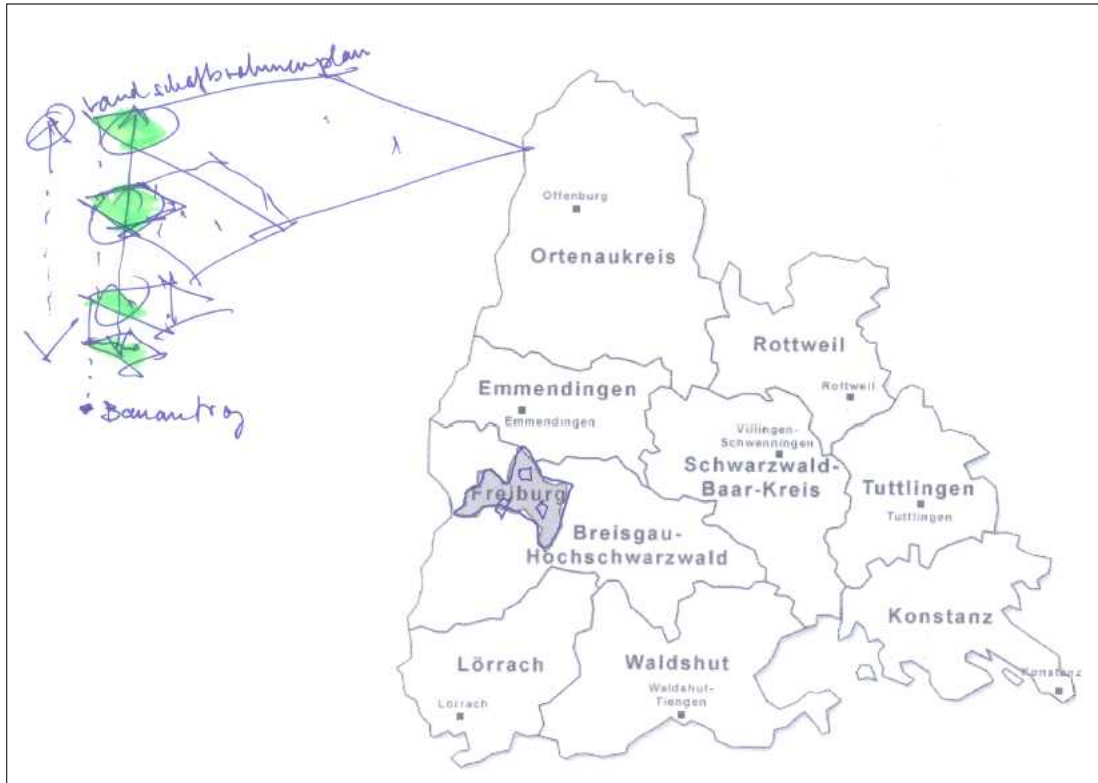 Landschaftsrahmenplan
Offenburg
Ortenaukreis
Rottweil
Rottweil
Emmendingen
Emmendingen
Bauantrag
Villingen-
Schwenningen
Schwarzwald-
Baar-Kreis
Freiburg
Tuttlingen
Tuttlingen
Breisgau-
Hochschwarzwald
Konstanz
Lörrach
Waldshut
Konstanz
Waldshut-
Tiengen
Lörrach